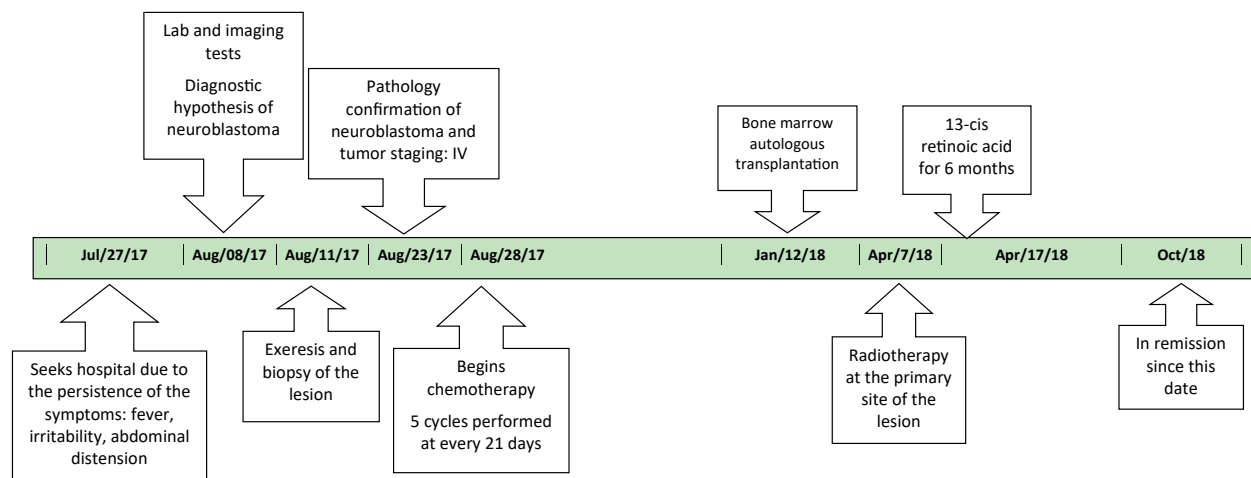 Lab and imaging
tests
Diagnostic
hypothesis of
neuroblastoma
Pathology
confirmation of
neuroblastoma and
tumor staging: IV
Bone marrow
autologous
transplantation
13-cis
retinoic acid
for 6 months
Jul/27/17
Aug/08/17
Aug/11/17
Aug/23/17
Aug/28/17
Jan/12/18
Apr/7/18
Apr/17/18
Oct/18
Seeks hospital due to
the persistence of the
symptoms: fever,
irritability, abdominal
distension
Exeresis and
biopsy of the
lesion
Begins
chemotherapy
5 cycles performed
at every 21 days
Radiotherapy
at the primary
site of the
lesion
In remission
since this
date